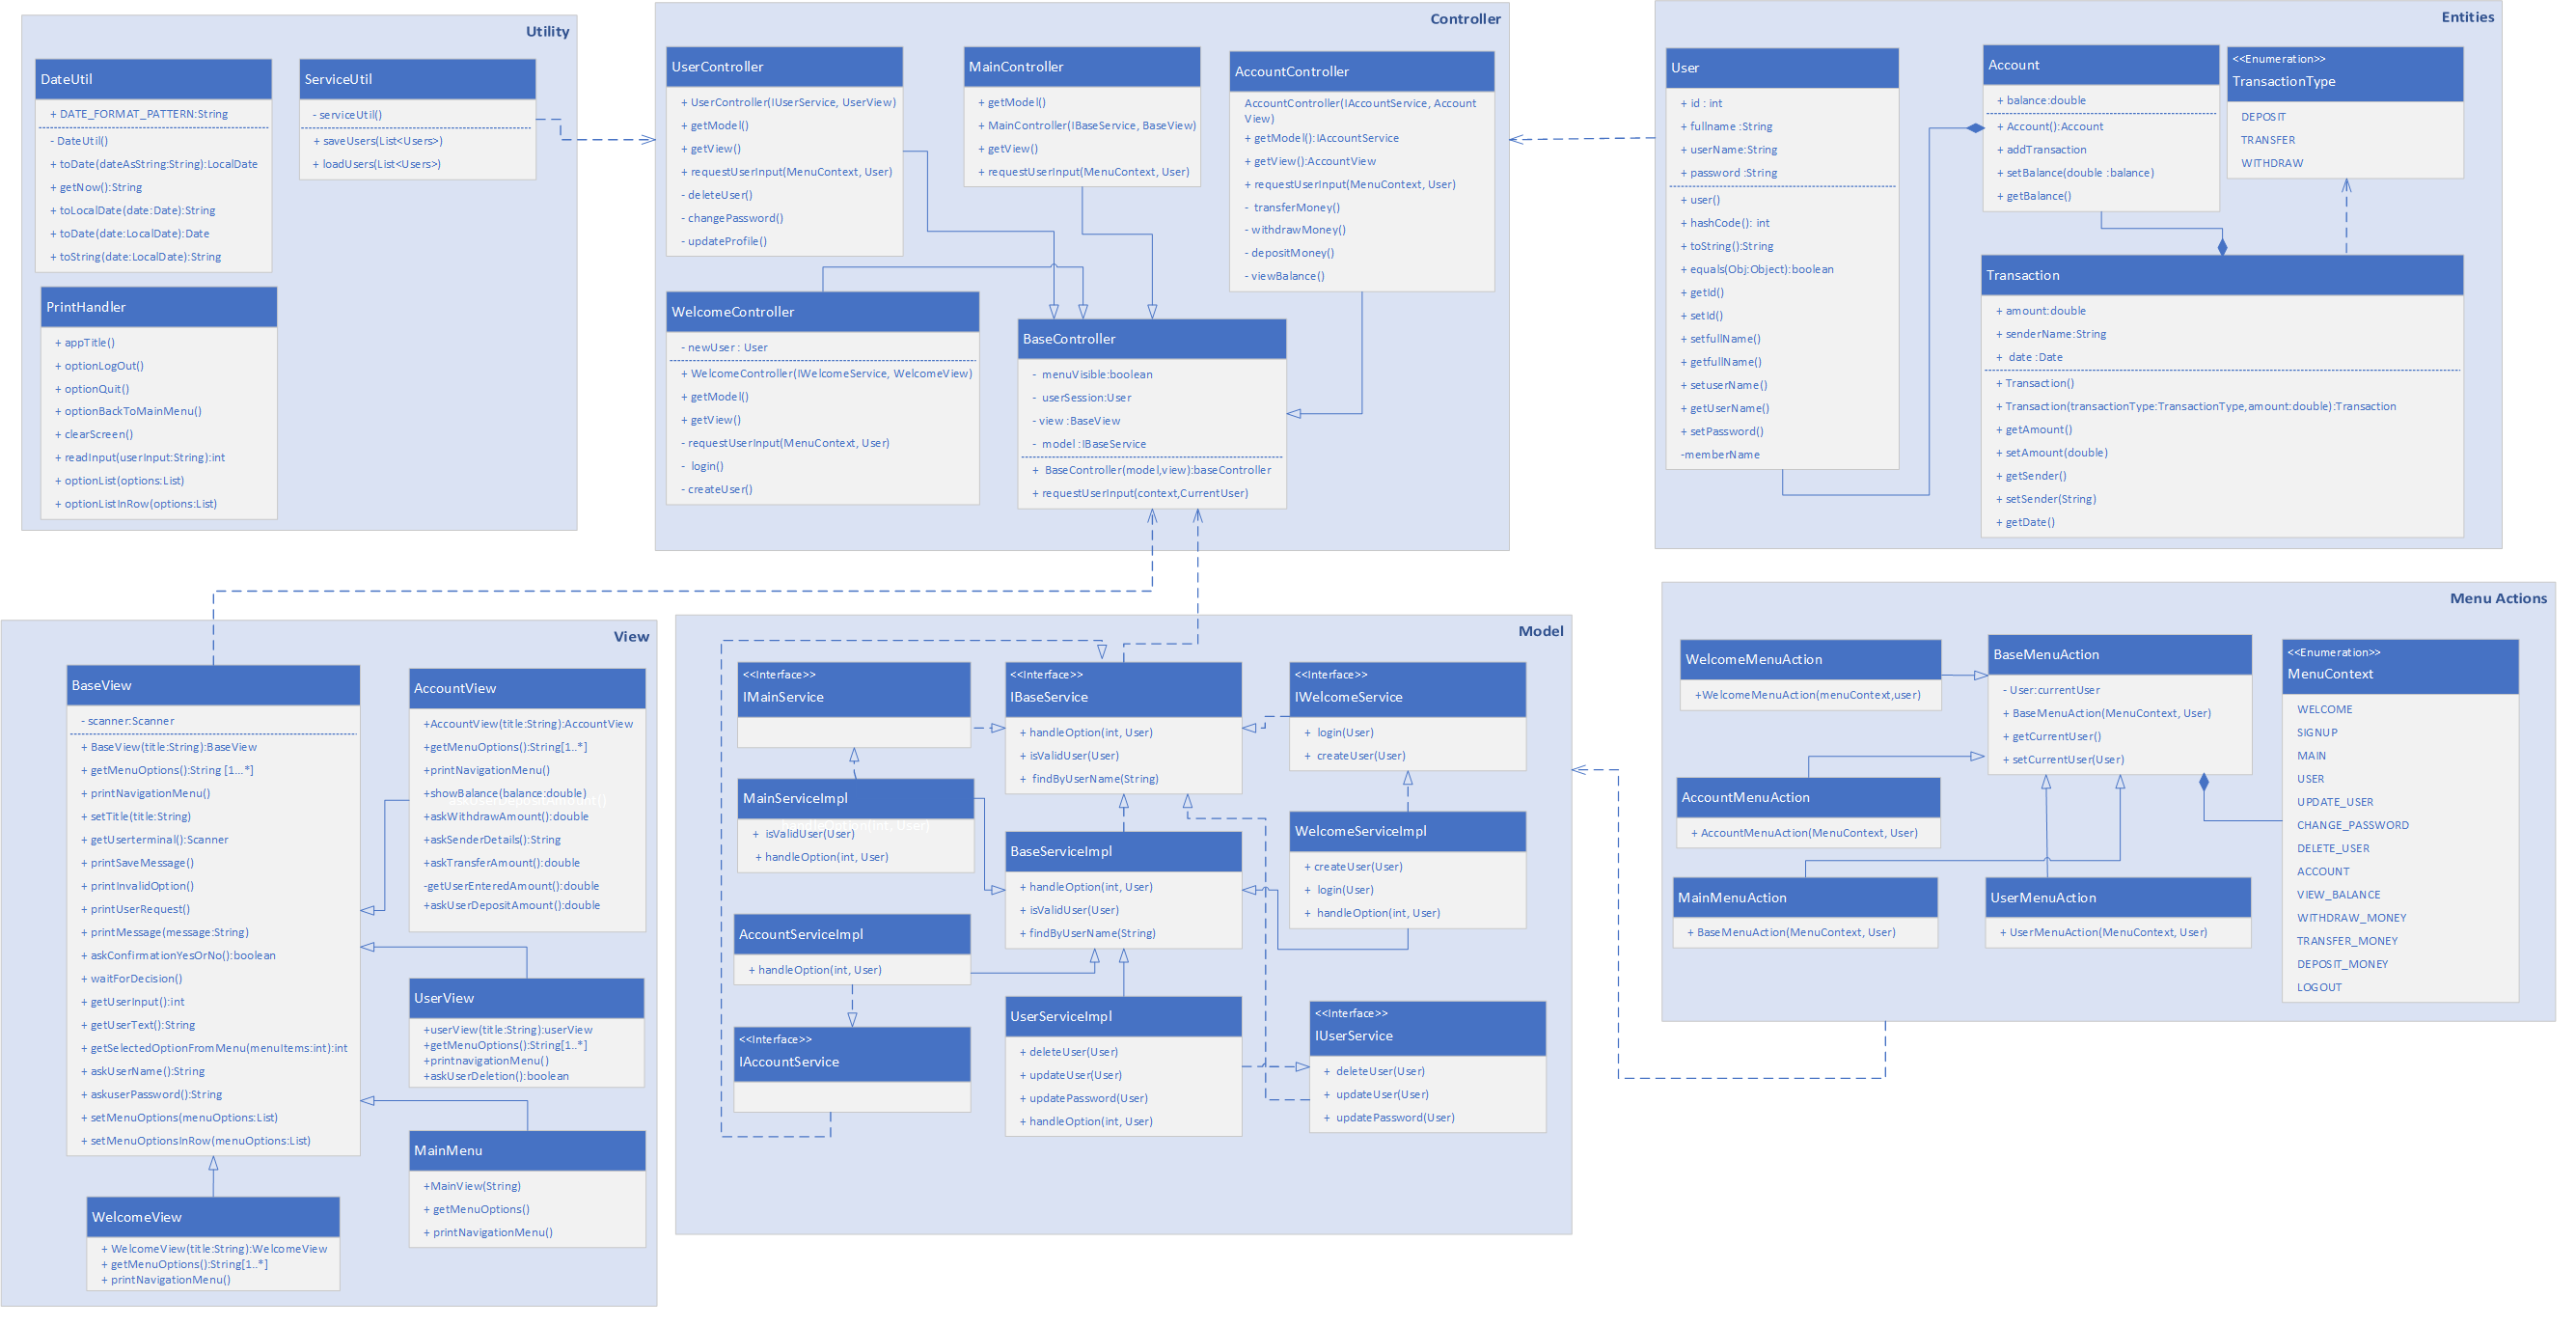 Utility
DateUtil
+ DATE_FORMAT_PATTERN:String
- DateUtil()
+ toDate(dateAsString:String):LocalDate
+ getNow():String
+ toLocalDate(date:Date):String
+ toDate(date:LocalDate):Date
+ toString(date:LocalDate):String
ServiceUtil
- serviceUtil()
+ saveUsers(List<Users>)
+ loadUsers(List<Users>)
PrintHandler
+ appTitle()
+ optionLogOut()
+ optionQuit()
+ optionBackToMainMenu()
+ clearScreen()
+ readInput(userInput:String):int
+ optionList(options:List)
+ optionListInRow(options:List)
Controller
UserController
+ UserController(IUserService, UserView)
+ getModel()
+ getView()
+ requestUserInput(MenuContext, User)
- deleteUser()
- changePassword()
- updateProfile()
MainController
+ getModel()
+ MainController(IBaseService, BaseView)
+ getView()
+ requestUserInput(MenuContext, User)
AccountController
AccountController(IAccountService, Account
View)
+ getModel():IAccountService
+ getView():AccountView
+ requestUserInput(MenuContext, User)
- transferMoney()
- withdrawMoney()
- depositMoney()
- viewBalance()
WelcomeController
- newUser : User
+ WelcomeController(IWelcomeService, WelcomeView)
+ getModel()
+ getView()
- requestUserInput(MenuContext, User)
- login()
- createUser()
BaseController
- menuVisible:boolean
- userSession:User
- view :BaseView
- model :IBaseService
+ BaseController(model,view):baseController
+ requestUserInput(context,CurrentUser)
Entities
User
+ id : int
+ fullname :String
+ userName:String
+ password :String
+ user()
+ hashCode(): int
+ toString():String
+ equals(Obj:Object):boolean
+ getId()
+ setId()
+ setfullName()
+ getfullName()
+ setuserName()
+ getUserName()
+ setPassword()
-memberName
Account
+ balance:double
+ Account():Account
+ addTransaction
+ setBalance(double :balance)
+ getBalance()
<<Enumeration>>
TransactionType
DEPOSIT
TRANSFER
WITHDRAW
Transaction
+ amount:double
+ senderName:String
+ date :Date
+ Transaction()
+ Transaction(transactionType:TransactionType,amount:double):Transaction
+ getAmount()
+ setAmount(double)
+ getSender()
+ setSender(String)
+ getDate()
View
BaseView
- scanner:Scanner
+ BaseView(title:String):BaseView
+ getMenuOptions():String [1...*]
+ printNavigationMenu()
+ setTitle(title:String)
+ getUserterminal():Scanner
+ printSaveMessage()
+ printInvalidOption()
+ printUserRequest()
+ printMessage(message:String)
+ askConfirmationYesOrNo():boolean
+ waitForDecision()
+ getUserInput():int
+ getUserText():String
+ getSelectedOptionFromMenu(menuItems:int):int
+ askUserName():String
+ askuserPassword():String
+ setMenuOptions(menuOptions:List)
+ setMenuOptionsInRow(menuOptions:List)
AccountView
+AccountView(title:String):AccountView
+getMenuOptions():String[1..*]
+printNavigationMenu()
+showBalance(balance:double)
askUserDepositAmount()
+askWithdrawAmount():double
+askSenderDetails():String
+askTransferAmount():double
-getUserEnteredAmount():double
+askUserDepositAmount():double
UserView
+userView(title:String):userView
+getMenuOptions():String[1..*]
+printnavigationMenu()
+askUserDeletion():boolean
MainMenu
+MainView(String)
+ getMenuOptions()
+ printNavigationMenu()
WelcomeView
+ WelcomeView(title:String):WelcomeView
+ getMenuOptions():String[1..*]
+ printNavigationMenu()
Model
<<Interface>>
IMainService
<<Interface>>
IBaseService
+ handleOption(int, User)
+ isValidUser(User)
+ findByUserName(String)
<<Interface>>
IWelcomeService
+ login(User)
+ createUser(User)
MainServiceImpl
handleOption(int, User)
+ isValidUser(User)
+ handleOption(int, User)
BaseServiceImpl
+ handleOption(int, User)
+ isValidUser(User)
+ findByUserName(String)
WelcomeServiceImpl
+ createUser(User)
+ login(User)
+ handleOption(int, User)
AccountServiceImpl
+ handleOption(int, User)
<<Interface>>
IAccountService
UserServiceImpl
+ deleteUser(User)
+ updateUser(User)
+ updatePassword(User)
+ handleOption(int, User)
<<Interface>>
IUserService
+ deleteUser(User)
+ updateUser(User)
+ updatePassword(User)
Menu Actions
WelcomeMenuAction
+WelcomeMenuAction(menuContext,user)
BaseMenuAction
- User:currentUser
+ BaseMenuAction(MenuContext, User)
+ getCurrentUser()
+ setCurrentUser(User)
AccountMenuAction
+ AccountMenuAction(MenuContext, User)
MainMenuAction
+ BaseMenuAction(MenuContext, User)
UserMenuAction
+ UserMenuAction(MenuContext, User)
<<Enumeration>>
MenuContext
WELCOME
SIGNUP
MAIN
USER
UPDATE_USER
CHANGE_PASSWORD
DELETE_USER
ACCOUNT
VIEW_BALANCE
WITHDRAW_MONEY
TRANSFER_MONEY
DEPOSIT_MONEY
LOGOUT